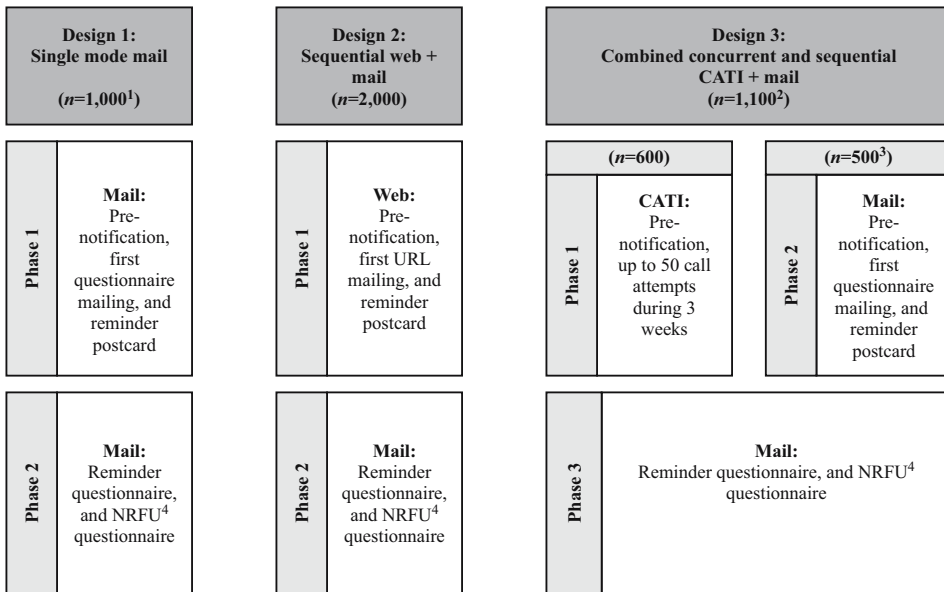 Design 1:
Single mode mail
(n=1,000¹)
Design 2:
Sequential web +
mail
(n=2,000)
Design 3:
Combined concurrent and sequential
CATI + mail
(n=1,100²)
Phase 1
Mail:
Pre-
notification,
first
questionnaire
mailing, and
reminder
postcard
Phase 1
Web:
Pre-
notification,
first URL
mailing, and
reminder
postcard
(n=600)
Phase 1
CATI:
Pre-
notification,
up to 50 call
attempts
during 3
weeks
(n=500³)
Phase 2
Mail:
Pre-
notification,
first
questionnaire
mailing, and
reminder
postcard
Phase 2
Mail:
Reminder
questionnaire,
and NRFU⁴
questionnaire
Phase 2
Mail:
Reminder
questionnaire,
and NRFU⁴
questionnaire
Phase 3
Mail:
Reminder questionnaire, and NRFU⁴
questionnaire